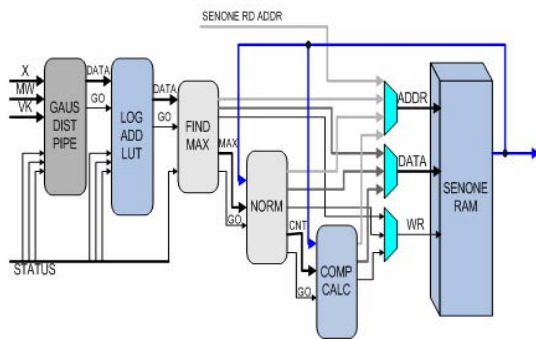 SENONE RD ADDR
X
MW
VK
DATA
GO
GAUS
DIST
PIPE
LOG
ADD
LUT
DATA
GO
FIND
MAX
MAX
GO
NORM
CNT
GO
COMP
CALC
ADDR
DATA
WR
SENONE
RAM
STATUS